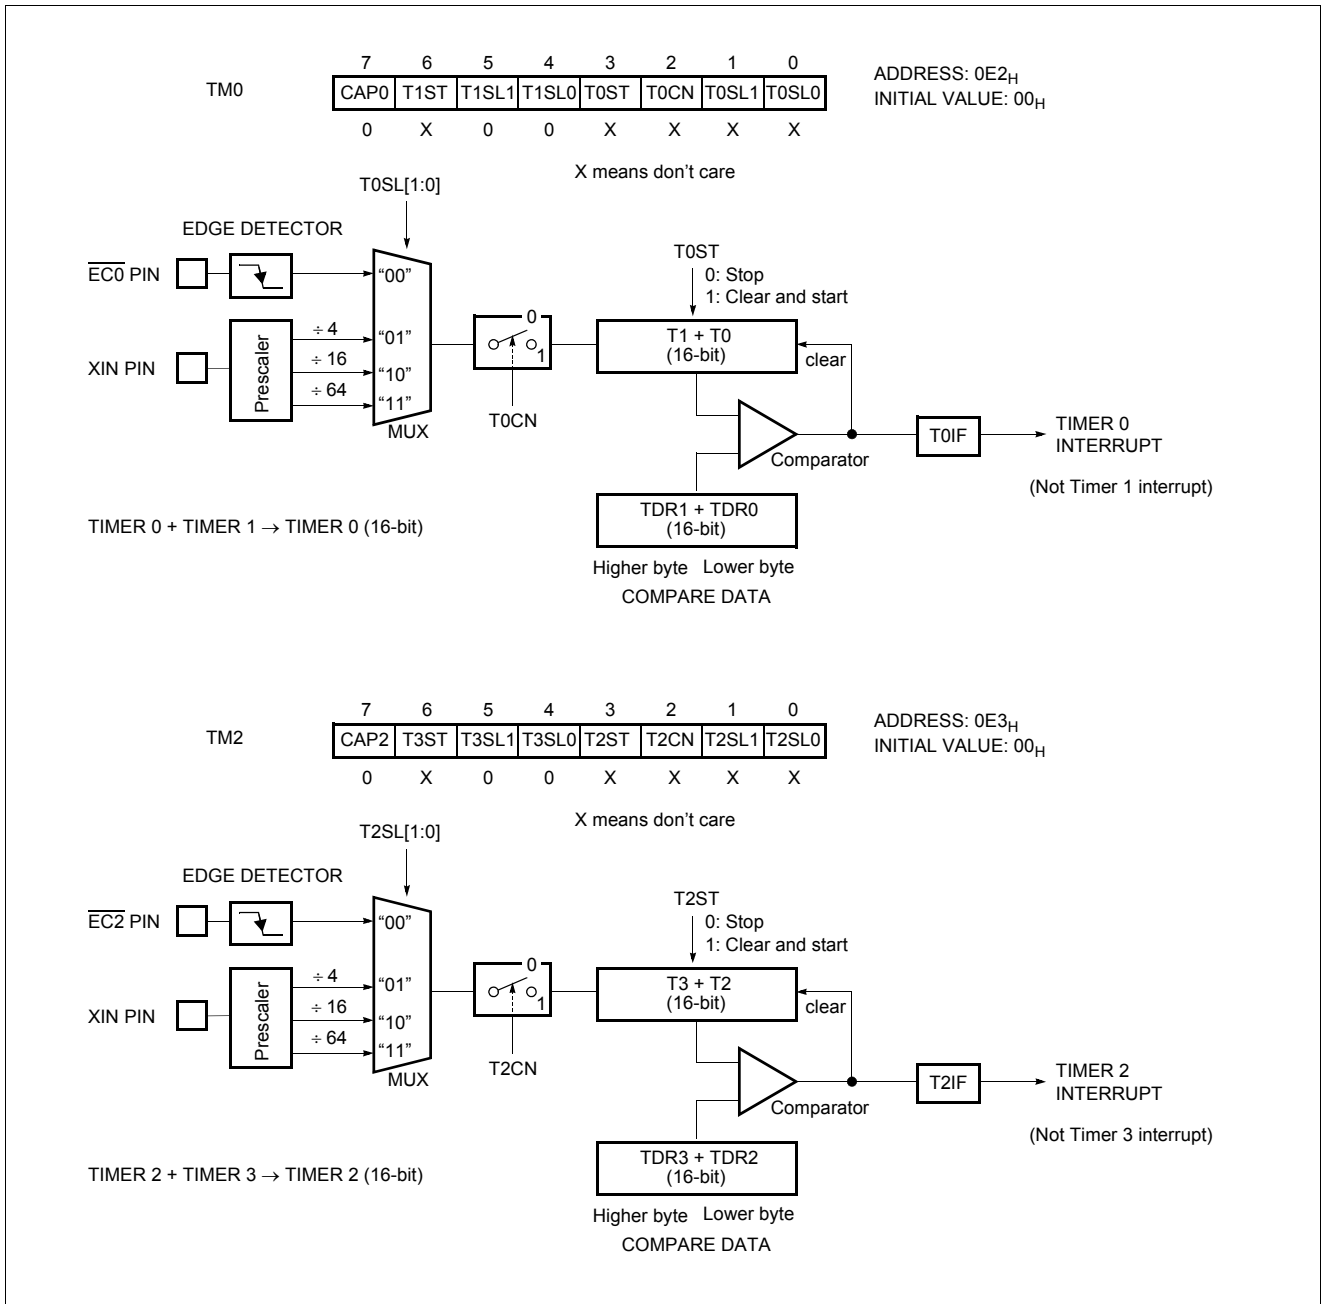 7 6 5 4 3 2 1 0
TM0 CAP0 T1ST T1SL1 T1SL0 T0ST T0CN T0SL1 T0SL0
ADDRESS: 0E2H
INITIAL VALUE: 00H
0 X 0 0 X X X X
X means don't care
T0SL[1:0]
EDGE DETECTOR
EC0 PIN
"00"
T0ST
0: Stop
1: Clear and start
XIN PIN
Prescaler
÷ 4
÷ 16
÷ 64
"01"
"10"
"11"
MUX
0
1
T0CN
T1 + T0
(16-bit)
clear
Comparator
T0IF
TIMER 0
INTERRUPT
(Not Timer 1 interrupt)
TDR1 + TDR0
(16-bit)
Higher byte Lower byte
COMPARE DATA
TIMER 0 + TIMER 1 → TIMER 0 (16-bit)
7 6 5 4 3 2 1 0
TM2 CAP2 T3ST T3SL1 T3SL0 T2ST T2CN T2SL1 T2SL0
ADDRESS: 0E3H
INITIAL VALUE: 00H
0 X 0 0 X X X X
X means don't care
T2SL[1:0]
EDGE DETECTOR
EC2 PIN
"00"
T2ST
0: Stop
1: Clear and start
XIN PIN
Prescaler
÷ 4
÷ 16
÷ 64
"01"
"10"
"11"
MUX
0
1
T2CN
T3 + T2
(16-bit)
clear
Comparator
T2IF
TIMER 2
INTERRUPT
(Not Timer 3 interrupt)
TDR3 + TDR2
(16-bit)
Higher byte Lower byte
COMPARE DATA
TIMER 2 + TIMER 3 → TIMER 2 (16-bit)